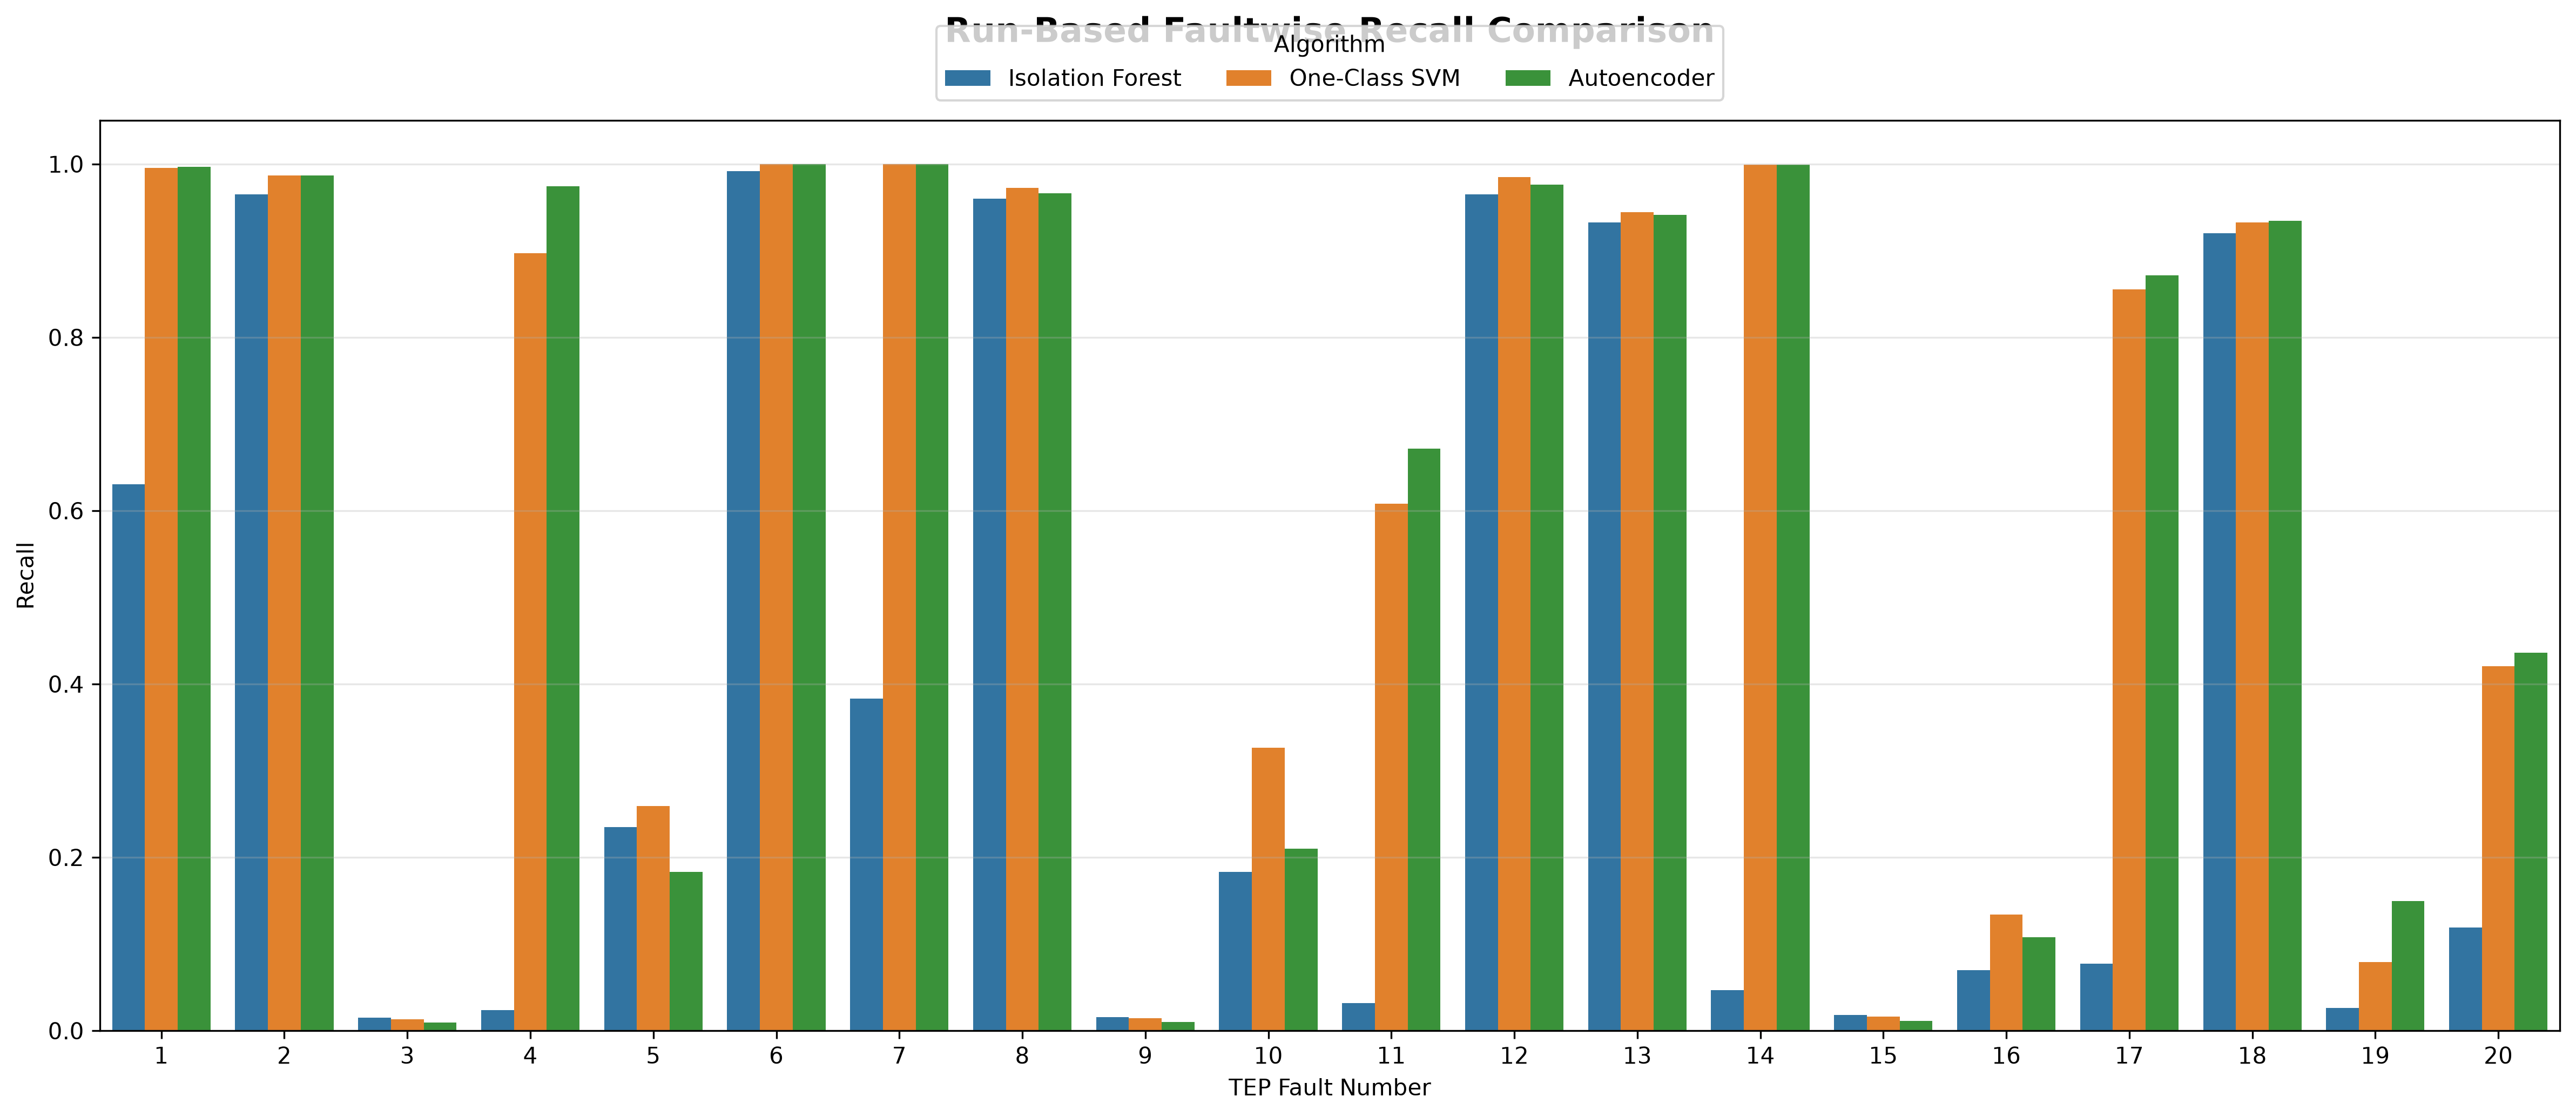 Run-Based Faultwise Recall Comparison
Algorithm
Isolation Forest One-Class SVM Autoencoder
1.0
0.8
0.6
0.4
0.2
0.0
Recall
1 2 3 4 5 6 7 8 9 10 11 12 13 14 15 16 17 18 19 20
TEP Fault Number